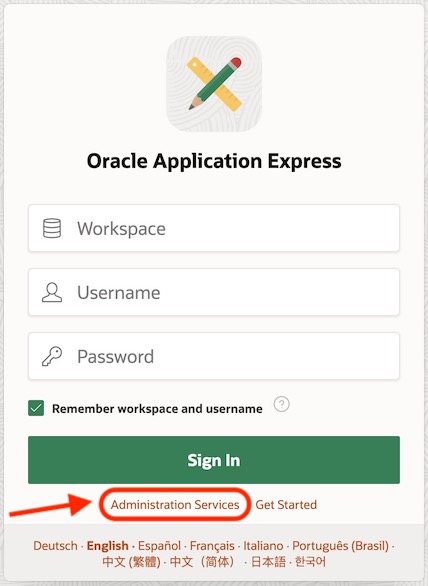 Oracle Application Express
Workspace
Username
Password
Remember workspace and username ?
Sign In
Administration Services Get Started
Deutsch · English · Español · Français · Italiano · Português (Brasil) ·
中文 (繁體) · 中文（简体） · 日本語 · 한국어